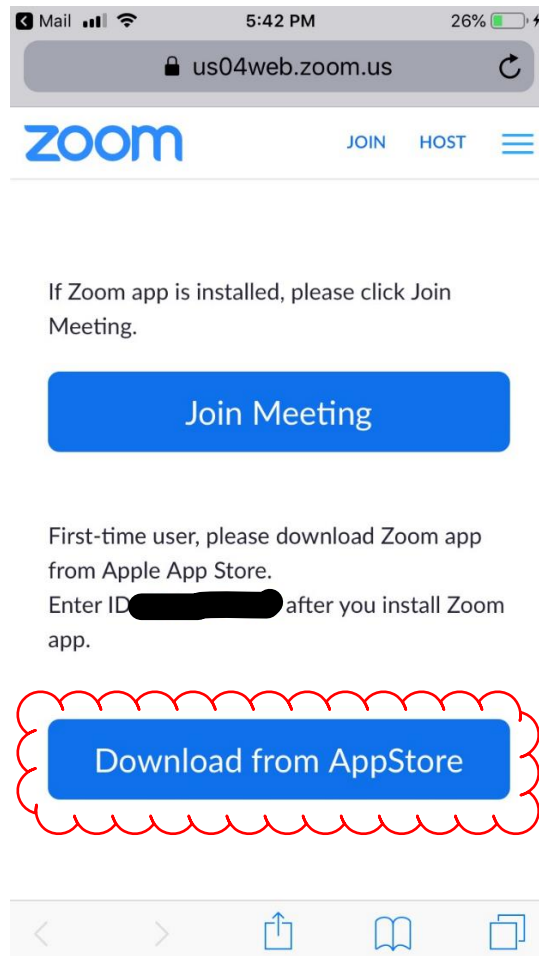 Mail 5:42 PM 26%
us04web.zoom.us
zoom JOIN HOST
If Zoom app is installed, please click Join
Meeting.
Join Meeting
First-time user, please download Zoom app
from Apple App Store.
Enter ID after you install Zoom
app.
Download from AppStore